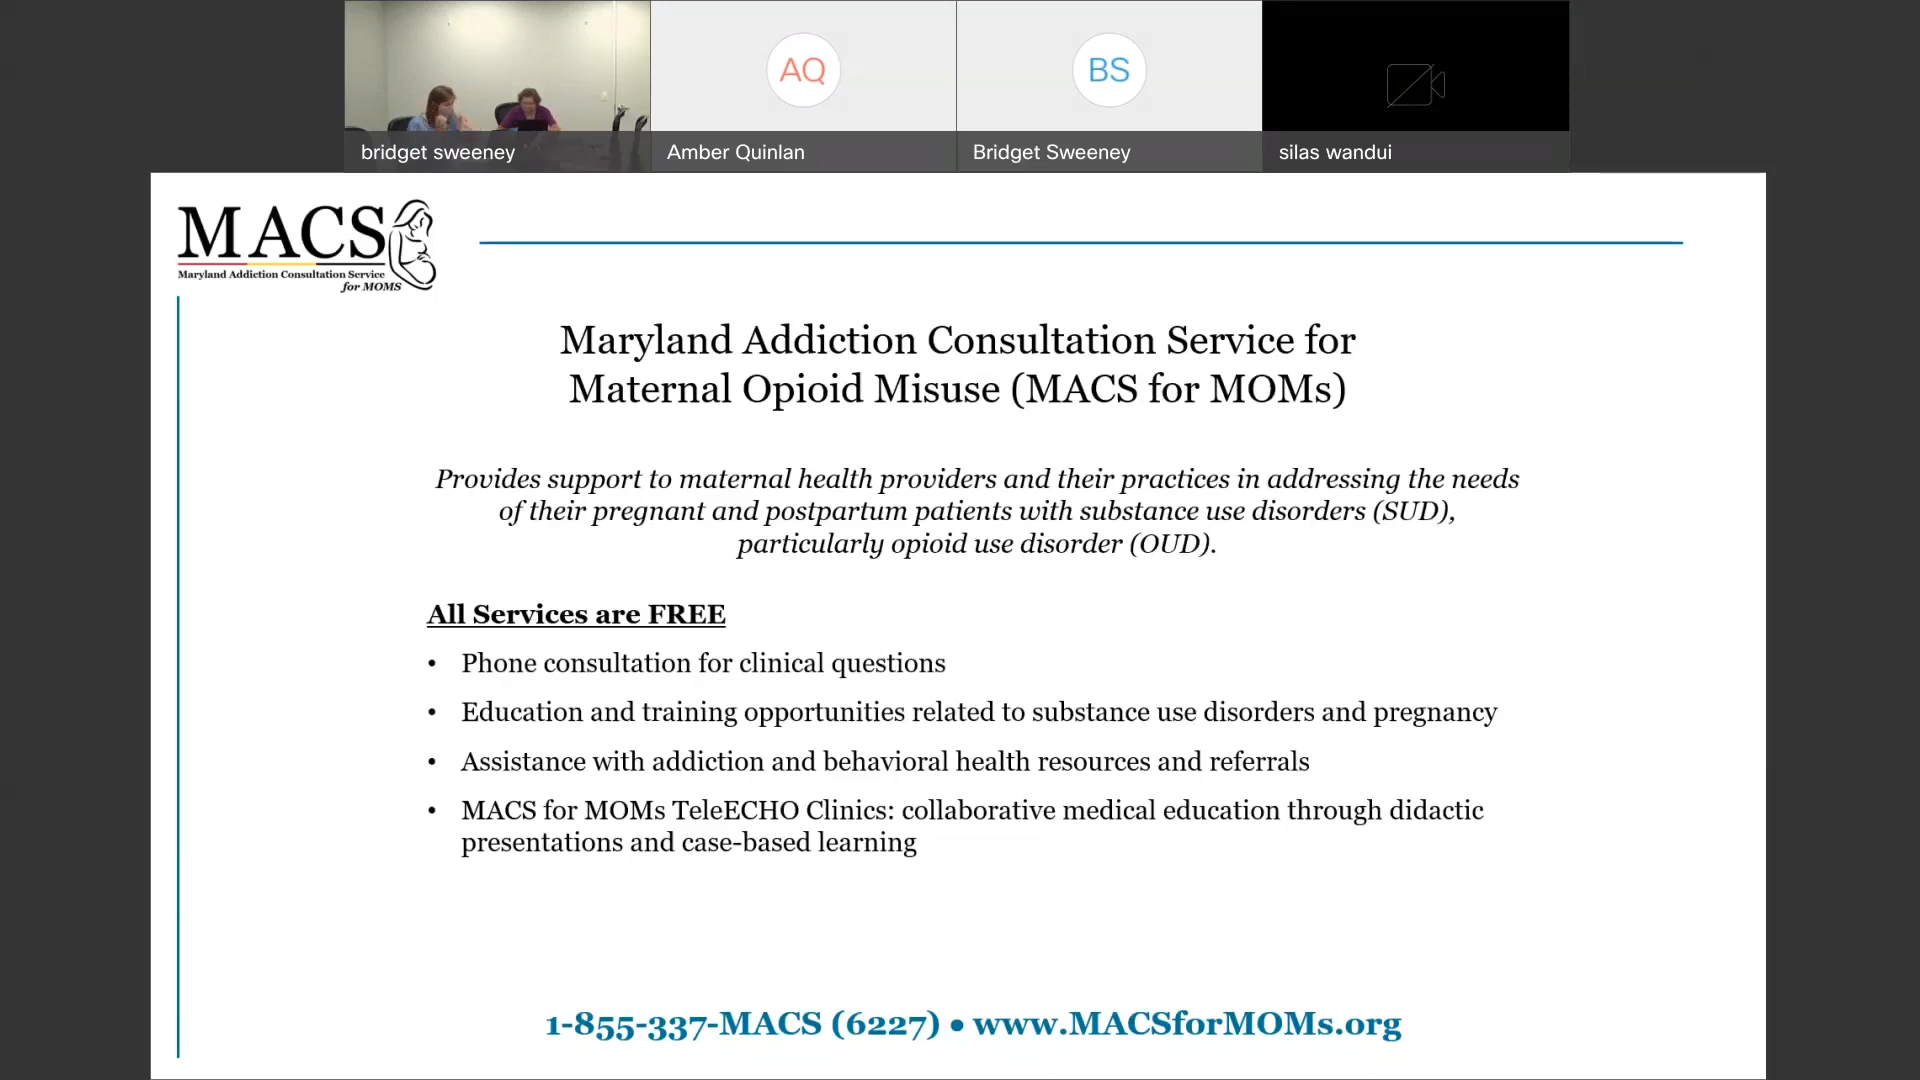 AQ
BS
bridget sweeney
Amber Quinlan
Bridget Sweeney
silas wandui
MACS
Maryland Addiction Consultation Service
for MOMS
Maryland Addiction Consultation Service for
Maternal Opioid Misuse (MACS for MOMs)
Provides support to maternal health providers and their practices in addressing the needs
of their pregnant and postpartum patients with substance use disorders (SUD),
particularly opioid use disorder (OUD).
All Services are FREE
• Phone consultation for clinical questions
• Education and training opportunities related to substance use disorders and pregnancy
• Assistance with addiction and behavioral health resources and referrals
• MACS for MOMs TeleECHO Clinics: collaborative medical education through didactic
presentations and case-based learning
1-855-337-MACS (6227) • www.MACSforMOMs.org